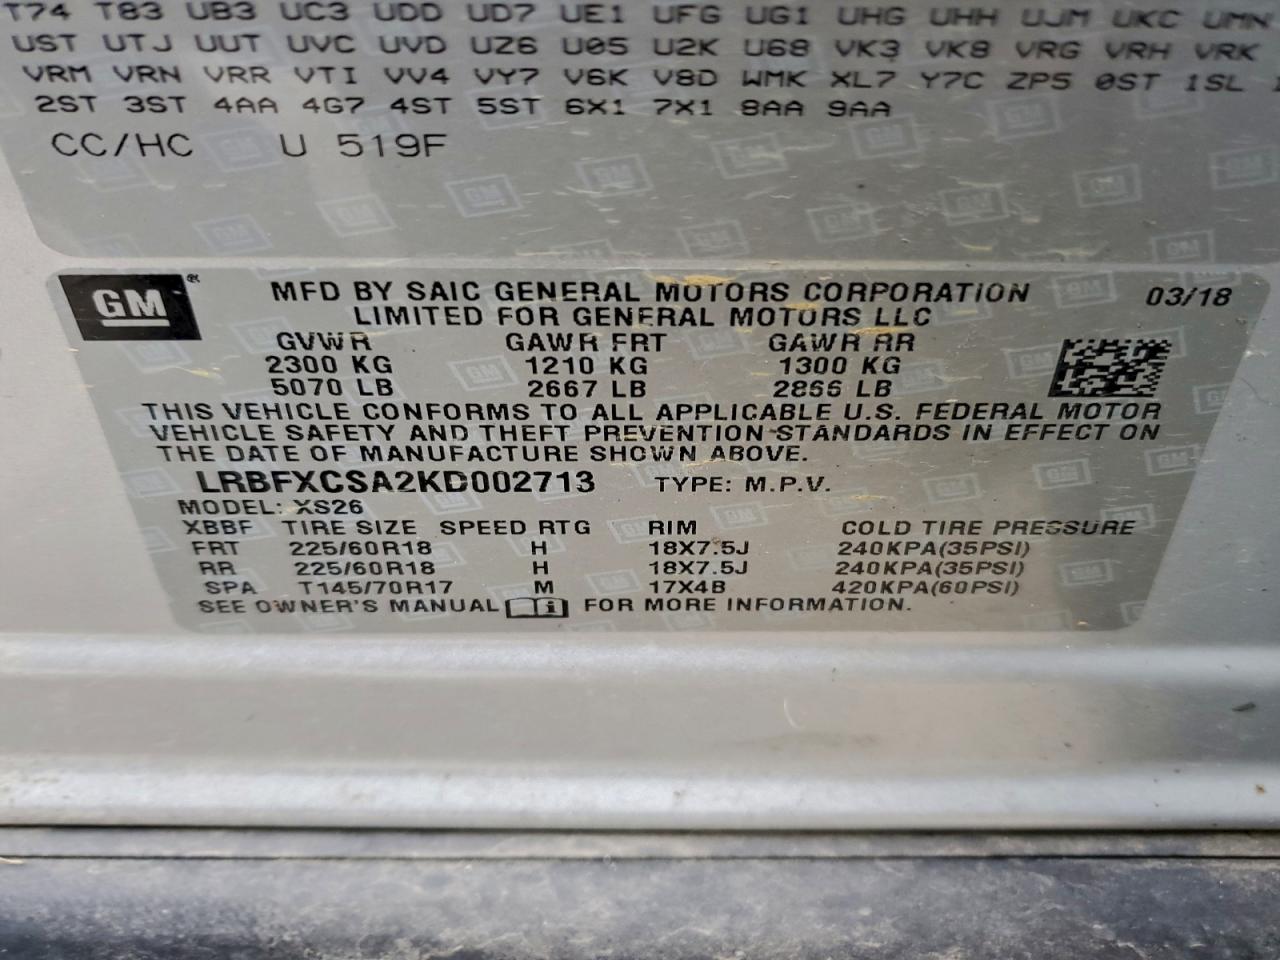 T74 T83 UB3 UC3 UDD UD7 UE1 UFG UG1 UHG UHH UJM UKC UMN
UST UTJ UUT UVC UVD UZ6 U05 U2K U68 VK3 VK8 VRG VRH VRK
VRM VRN VRR VTI VV4 VY7 V6K V8D WMK XL7 Y7C ZP5 0ST 1SL
2ST 3ST 4AA 4G7 4ST 5ST 6X1 7X1 8AA 9AA
CC/HC U 519F
GM ®
MFD BY SAIC GENERAL MOTORS CORPORATION 03/18
LIMITED FOR GENERAL MOTORS LLC
GVWR GAWR FRT GAWR RR
2300 KG 1210 KG 1300 KG
5070 LB 2667 LB 2866 LB
THIS VEHICLE CONFORMS TO ALL APPLICABLE U.S. FEDERAL MOTOR
VEHICLE SAFETY AND THEFT PREVENTION STANDARDS IN EFFECT ON
THE DATE OF MANUFACTURE SHOWN ABOVE.
LRBFXCSA2KD002713 TYPE: M.P.V.
MODEL: XS26
XBBF TIRE SIZE SPEED RTG RIM COLD TIRE PRESSURE
FRT 225/60R18 H 18X7.5J 240KPA(35PSI)
RR 225/60R18 H 18X7.5J 240KPA(35PSI)
SPA T145/70R17 M 17X4B 420KPA(60PSI)
SEE OWNER'S MANUAL i FOR MORE INFORMATION.